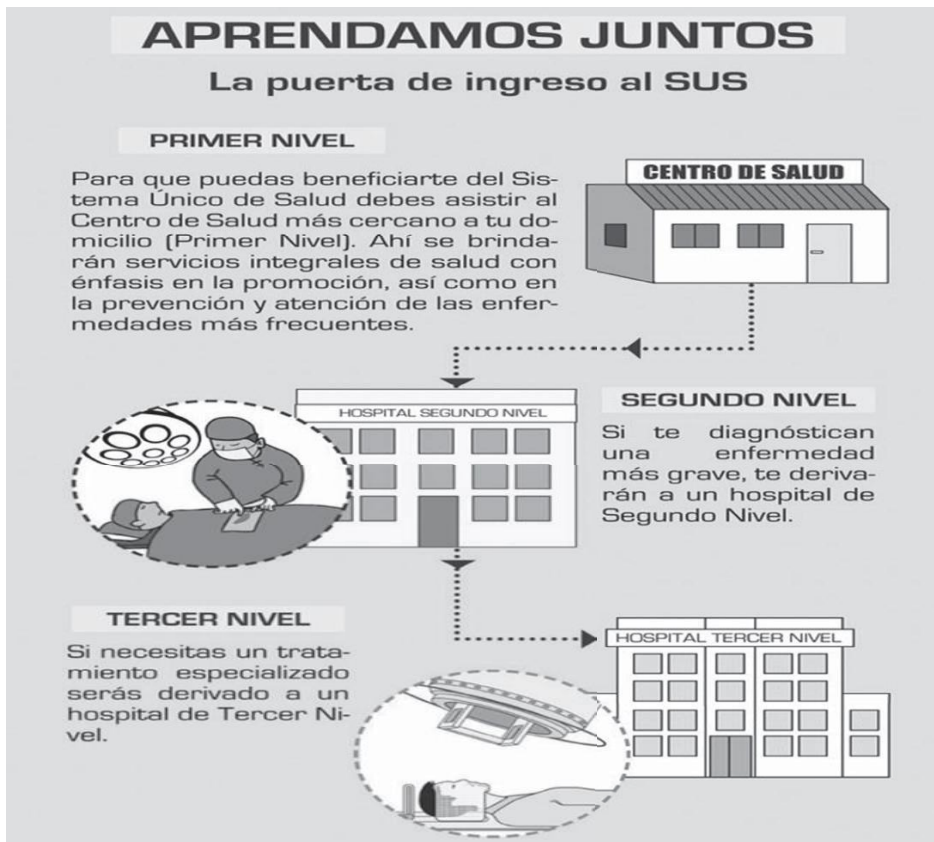 APRENDAMOS JUNTOS
La puerta de ingreso al SUS
PRIMER NIVEL
Para que puedas beneficiarte del Sis-
tema Único de Salud debes asistir al
Centro de Salud más cercano a tu do-
micilio (Primer Nivel). Ahí se brinda-
rán servicios integrales de salud con
énfasis en la promoción, así como en
la prevención y atención de las enfer-
medades más frecuentes.
CENTRO DE SALUD
HOSPITAL SEGUNDO NIVEL
SEGUNDO NIVEL
Si te diagnóstican
una enfermedad
más grave, te deriva-
rán a un hospital de
Segundo Nivel.
TERCER NIVEL
Si necesitas un trata-
miento especializado
serás derivado a un
hospital de Tercer Ni-
vel.
HOSPITAL TERCER NIVEL